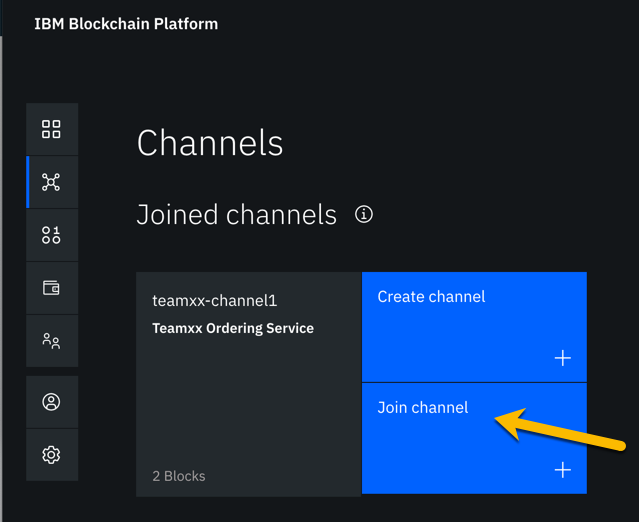 IBM Blockchain Platform
Channels
Joined channels
teamxx-channel1
Teamxx Ordering Service
2 Blocks
Create channel
Join channel